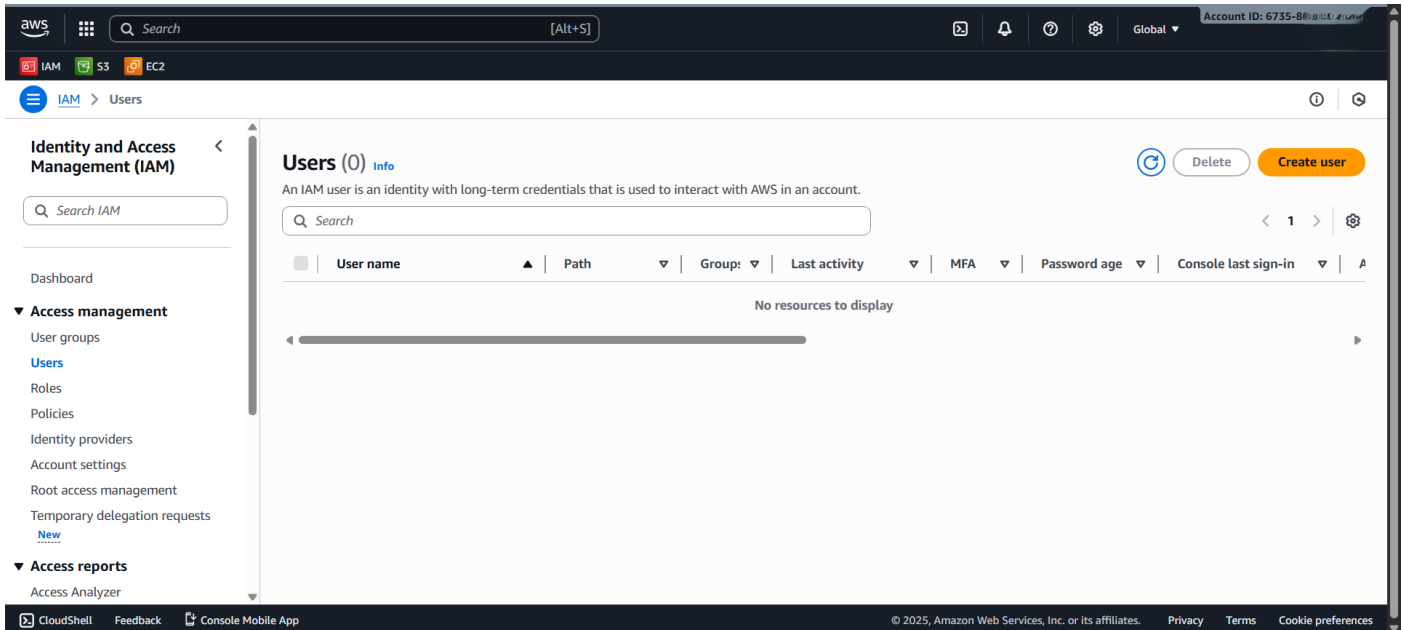 aws
Search [Alt+S]
Global
Account ID: 6735-86
IAM S3 EC2
IAM > Users
Identity and Access
Management (IAM)
Search IAM
Dashboard
Access management
User groups
Users
Roles
Policies
Identity providers
Account settings
Root access management
Temporary delegation requests
New
Access reports
Access Analyzer
Users (0) Info
Delete
Create user
An IAM user is an identity with long-term credentials that is used to interact with AWS in an account.
Search
1
User name Path Group Last activity MFA Password age Console last sign-in A
No resources to display
CloudShell Feedback Console Mobile App
© 2025, Amazon Web Services, Inc. or its affiliates. Privacy Terms Cookie preferences